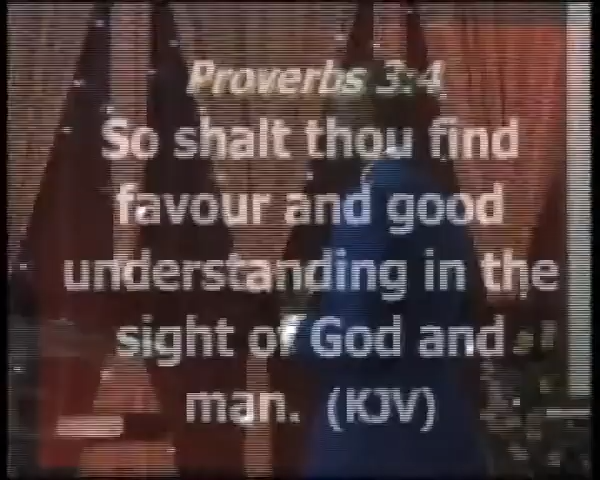 Proverbs 3:4
So shalt thou find
favour and good
understanding in the
sight of God and
man. (KJV)